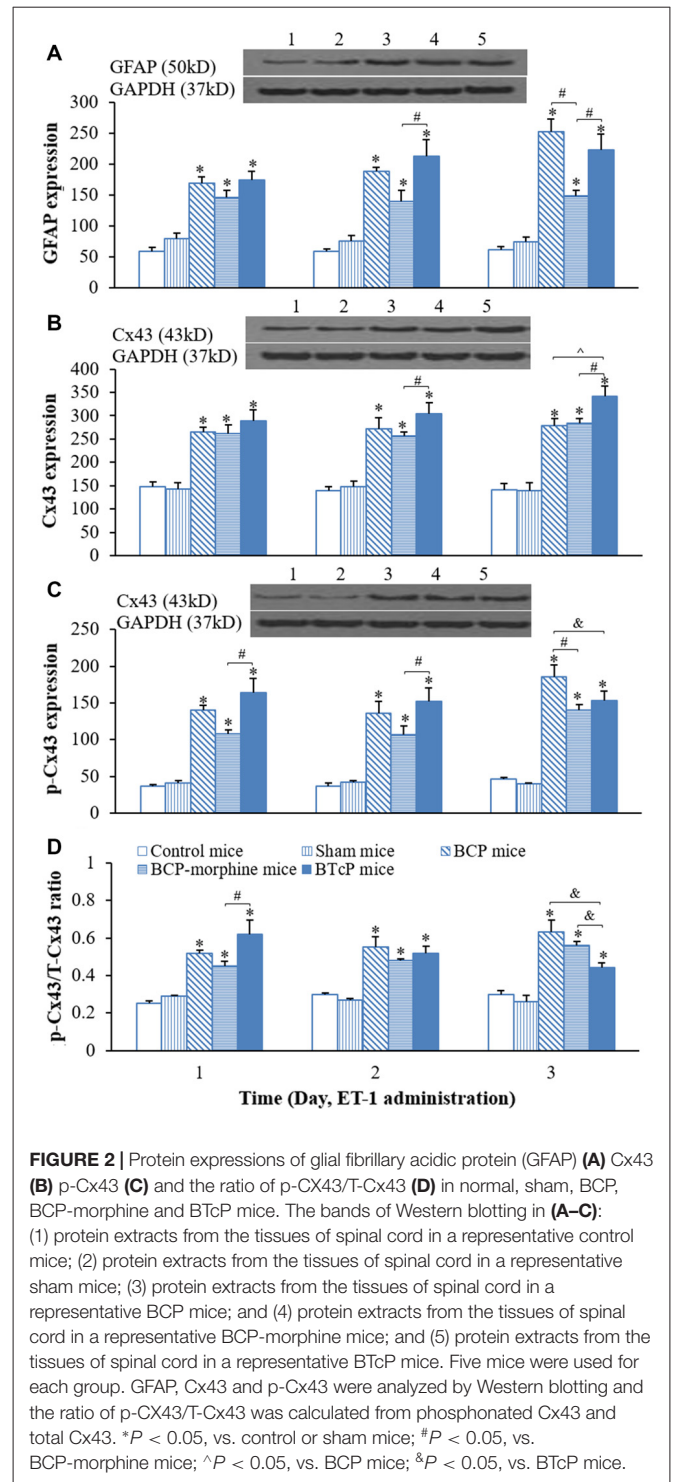 A
1 2 3 4 5
GFAP (50kD)
GAPDH (37kD)
300
250
200
150
100
50
0
GFAP expression
* * *
* * * #
* * * # #
B
1 2 3 4 5
Cx43 (43kD)
GAPDH (37kD)
400
350
300
250
200
150
100
50
0
Cx43 expression
* * *
* * * #
* * * # ^
C
1 2 3 4 5
Cx43 (43kD)
GAPDH (37kD)
250
200
150
100
50
0
p-Cx43 expression
* * * #
* * * #
* * * # &
D
Control mice Sham mice BCP mice
BCP-morphine mice BTcP mice
1
0.8
0.6
0.4
0.2
0
p-Cx43/T-Cx43 ratio
* * * #
* * *
* * * & &
1 2 3
Time (Day, ET-1 administration)
FIGURE 2 | Protein expressions of glial fibrillary acidic protein (GFAP) (A) Cx43
(B) p-Cx43 (C) and the ratio of p-CX43/T-Cx43 (D) in normal, sham, BCP,
BCP-morphine and BTcP mice. The bands of Western blotting in (A–C):
(1) protein extracts from the tissues of spinal cord in a representative control
mice; (2) protein extracts from the tissues of spinal cord in a representative
sham mice; (3) protein extracts from the tissues of spinal cord in a
representative BCP mice; and (4) protein extracts from the tissues of spinal
cord in a representative BCP-morphine mice; and (5) protein extracts from the
tissues of spinal cord in a representative BTcP mice. Five mice were used for
each group. GFAP, Cx43 and p-Cx43 were analyzed by Western blotting and
the ratio of p-CX43/T-Cx43 was calculated from phosphonated Cx43 and
total Cx43. *P < 0.05, vs. control or sham mice; #P < 0.05, vs.
BCP-morphine mice; ^P < 0.05, vs. BCP mice; &P < 0.05, vs. BTcP mice.